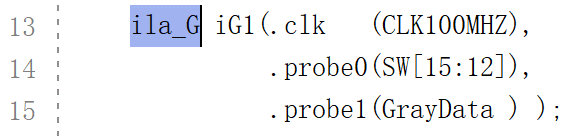 13 ila_G iG1(.clk (CLK100MHZ),
14 .probe0(SW[15:12]),
15 .probe1(GrayData ) );